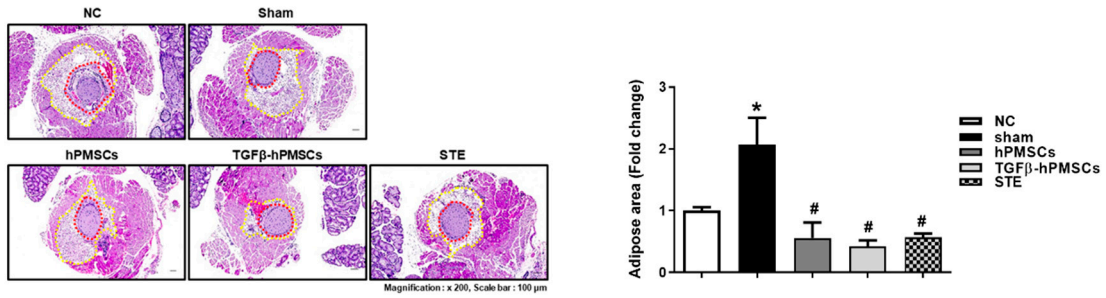 NC
Sham
hPMSCs
TGFβ-hPMSCs
STE
Magnification : x 200, Scale bar : 100 μm
Adipose area (Fold change)
3
2
1
0
*
#
#
#
NC
sham
hPMSCs
TGFβ-hPMSCs
STE